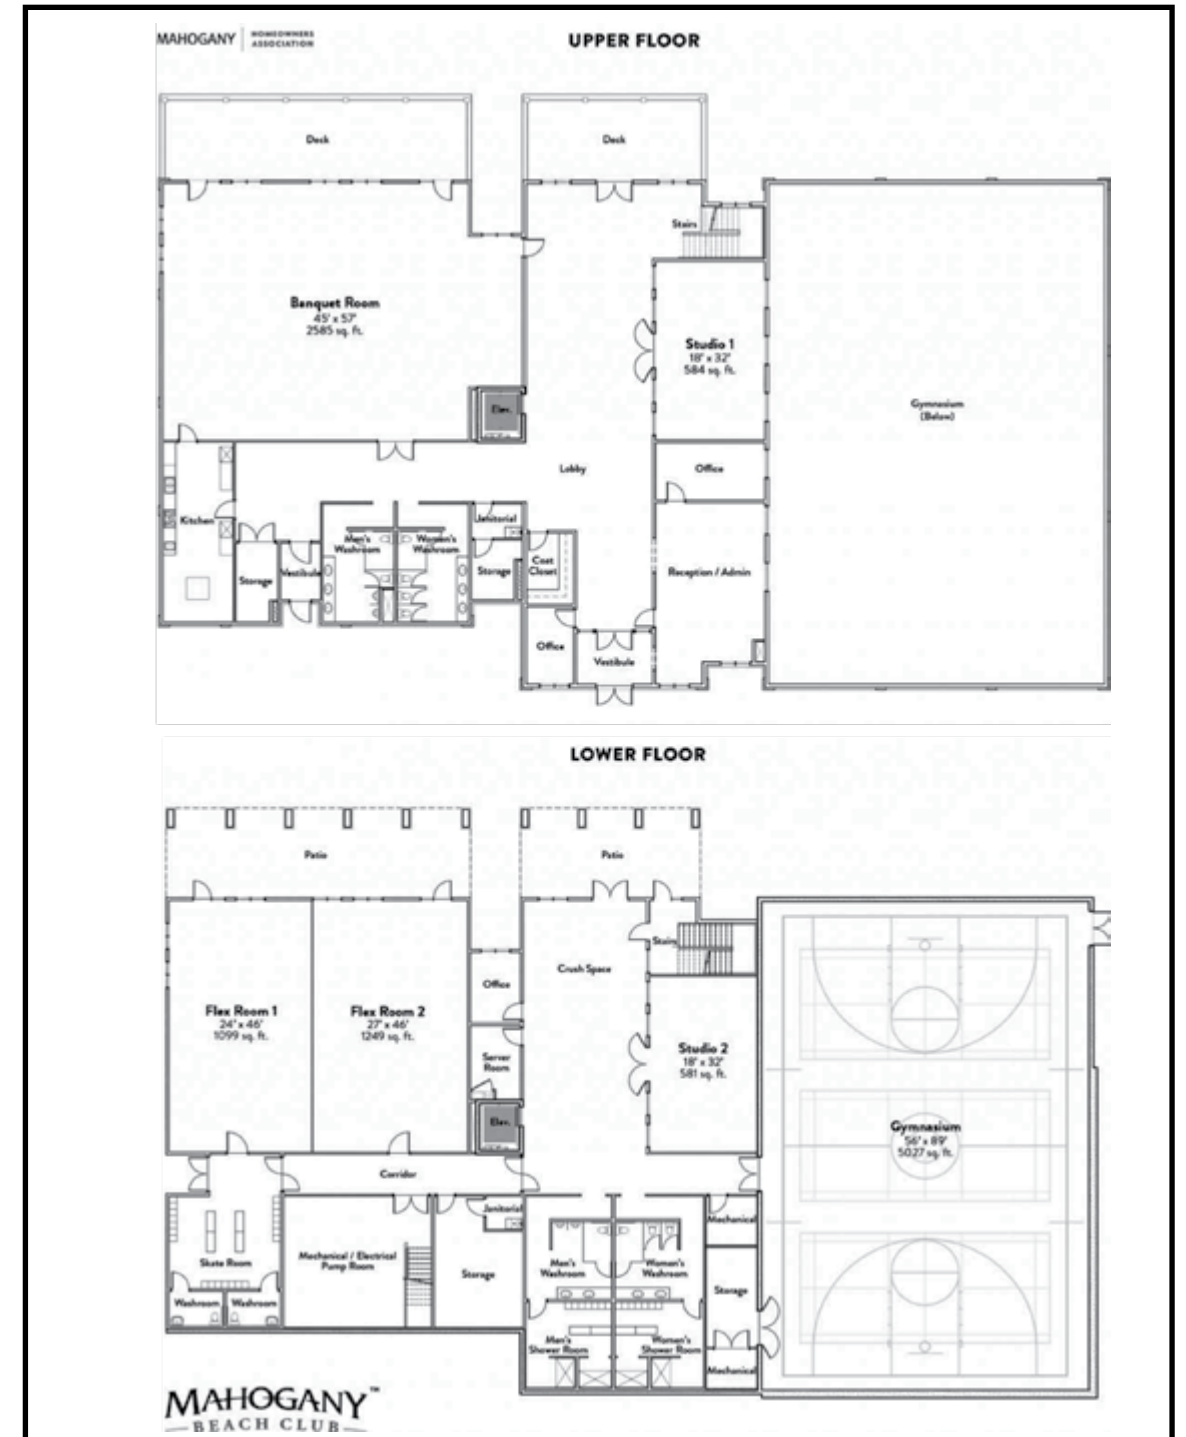 MAHOGANY
HOMEOWNERS
ASSOCIATION
UPPER FLOOR
Deck
Deck
Stairs
Banquet Room
45' x 57'
2585 sq. ft.
Studio 1
18' x 32'
584 sq. ft.
Elev.
Gymnasium
(Below)
Lobby
Office
Kitchen
Janitorial
Men's
Washroom
Women's
Washroom
Storage
Vestibule
Storage
Coat
Closet
Reception / Admin
Office
Vestibule
LOWER FLOOR
Patio
Patio
Stairs
Crush Space
Office
Flex Room 1
24' x 46'
1099 sq. ft.
Flex Room 2
27' x 46'
1249 sq. ft.
Server
Room
Studio 2
18' x 32'
581 sq. ft.
Elev.
Gymnasium
56' x 89'
5027 sq. ft.
Corridor
Janitorial
Mechanical
Skate Room
Mechanical / Electrical
Pump Room
Storage
Men's
Washroom
Women's
Washroom
Storage
Washroom
Washroom
Men's
Shower Room
Women's
Shower Room
Mechanical
MAHOGANY™
BEACH CLUB